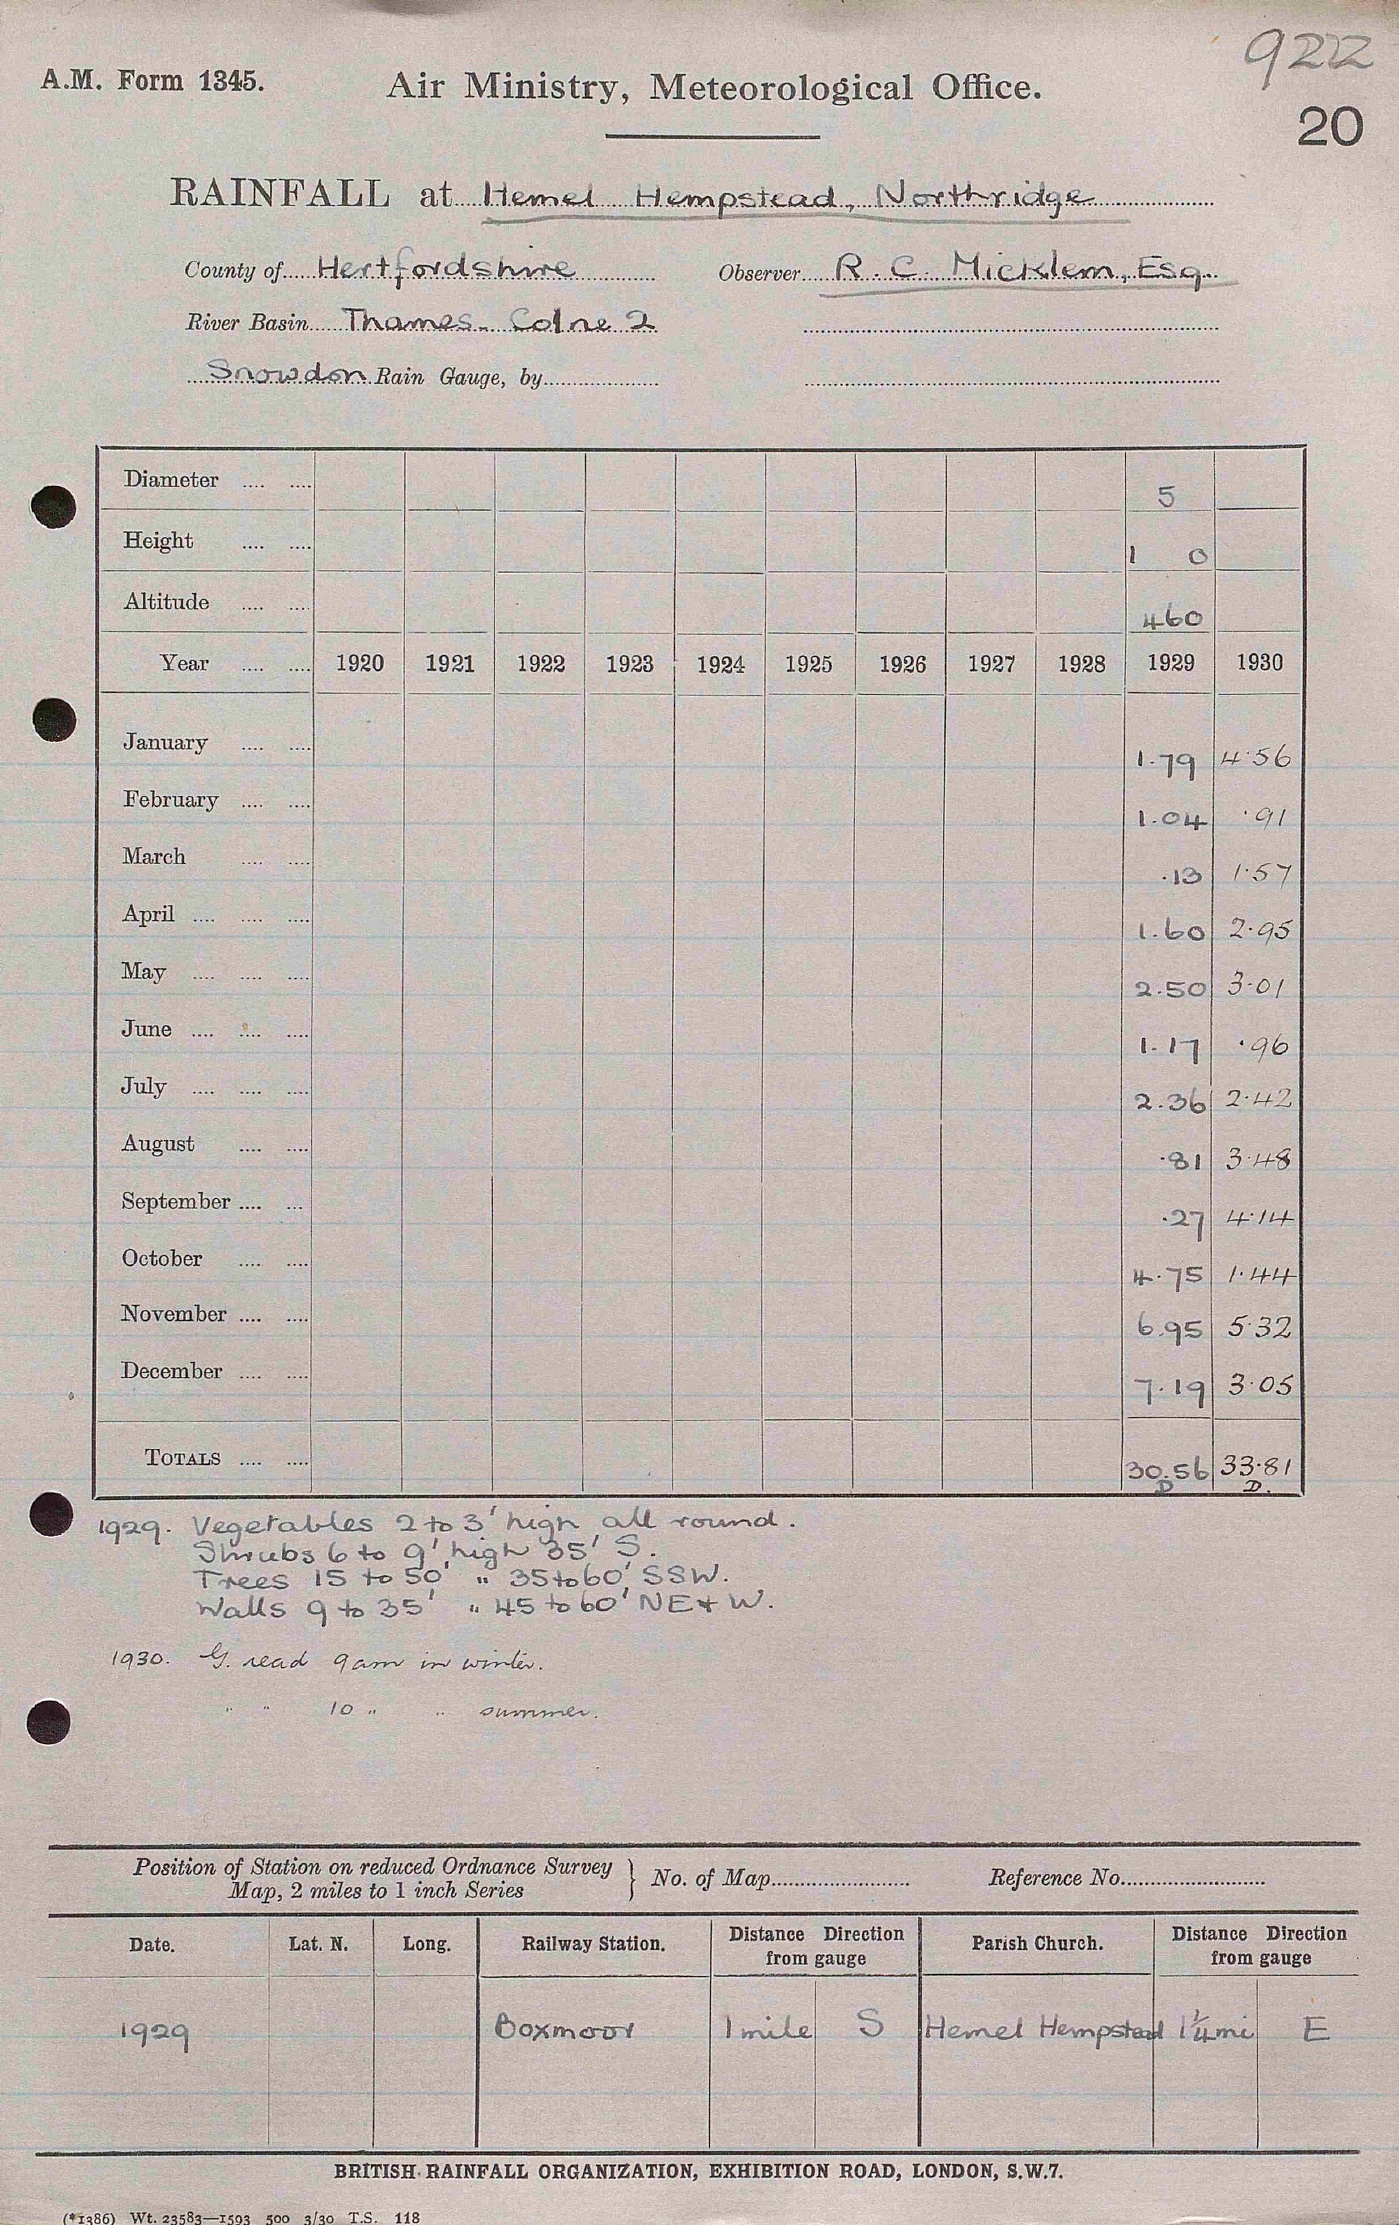 A.M. Form 1345.
Air Ministry, Meteorological Office.
922
20
RAINFALL at Hemel Hempstead, Northridge
County of Hertfordshire Observer R. C. Micklem, Esq.
River Basin Thames - Colne 2
Snowdon Rain Gauge, by
Diameter .... .... 5
Height .... .... 1 0
Altitude .... .... 460
Year .... .... 1920 1921 1922 1923 1924 1925 1926 1927 1928 1929 1930
January .... .... 1.79 4.56
February .... .... 1.04 .91
March .... .... .13 1.57
April .... .... .... 1.60 2.95
May .... .... .... 2.50 3.01
June .... .... .... 1.17 .96
July .... .... .... 2.36 2.42
August .... .... .81 3.48
September .... ... .27 4.14
October .... .... 4.75 1.44
November .... .... 6.95 5.32
December .... .... 7.19 3.05
TOTALS .... .... 30.56 33.81
D D.
1929. Vegetables 2 to 3' high all round.
Shrubs 6 to 9' high 35' S.
Trees 15 to 50' " 35 to 60' SSW.
Walls 9 to 35' " 45 to 60' NE + W.
1930. G. read 9am in winter.
" " 10 " " summer.
Position of Station on reduced Ordnance Survey
Map, 2 miles to 1 inch Series } No. of Map Reference No.
Date. Lat. N. Long. Railway Station. Distance Direction from gauge Parish Church. Distance Direction from gauge
1929 Boxmoor 1 mile S Hemel Hempstead 1¼ mi E
BRITISH RAINFALL ORGANIZATION, EXHIBITION ROAD, LONDON, S.W.7.
(*1386) Wt. 23583—1593 500 3/30 T.S. 118